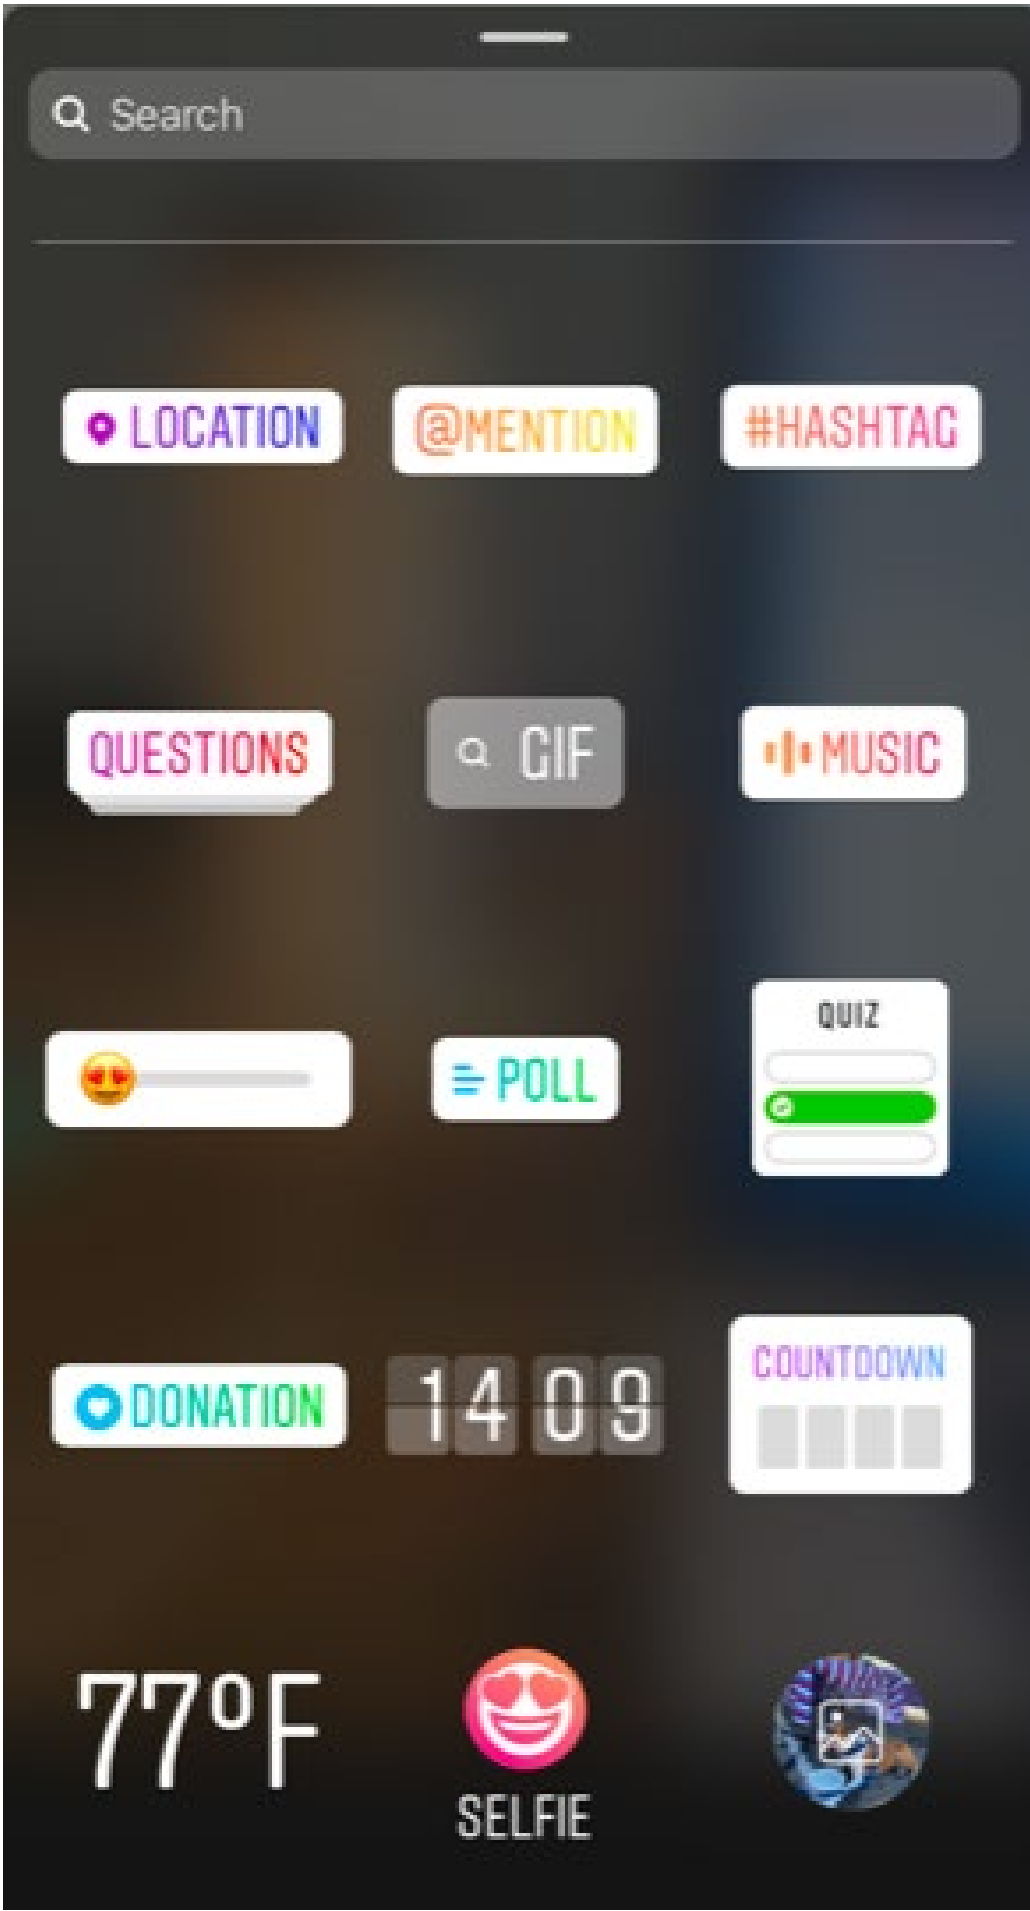 Search
LOCATION
@MENTION
#HASHTAG
QUESTIONS
GIF
MUSIC
POLL
QUIZ
DONATION
14 09
COUNTDOWN
77°F
SELFIE